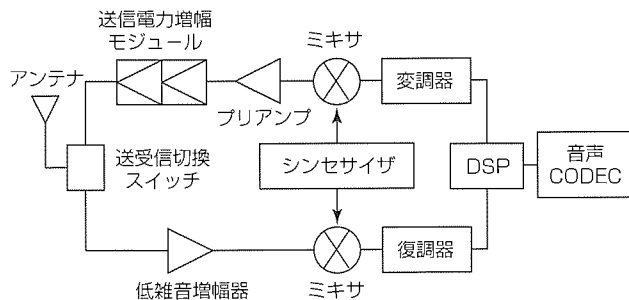 送信電力増幅
モジュール
ミキサ
アンテナ
プリアンプ
変調器
送受信切換
スイッチ
シンセサイザ
DSP
音声
CODEC
低雑音増幅器
ミキサ
復調器